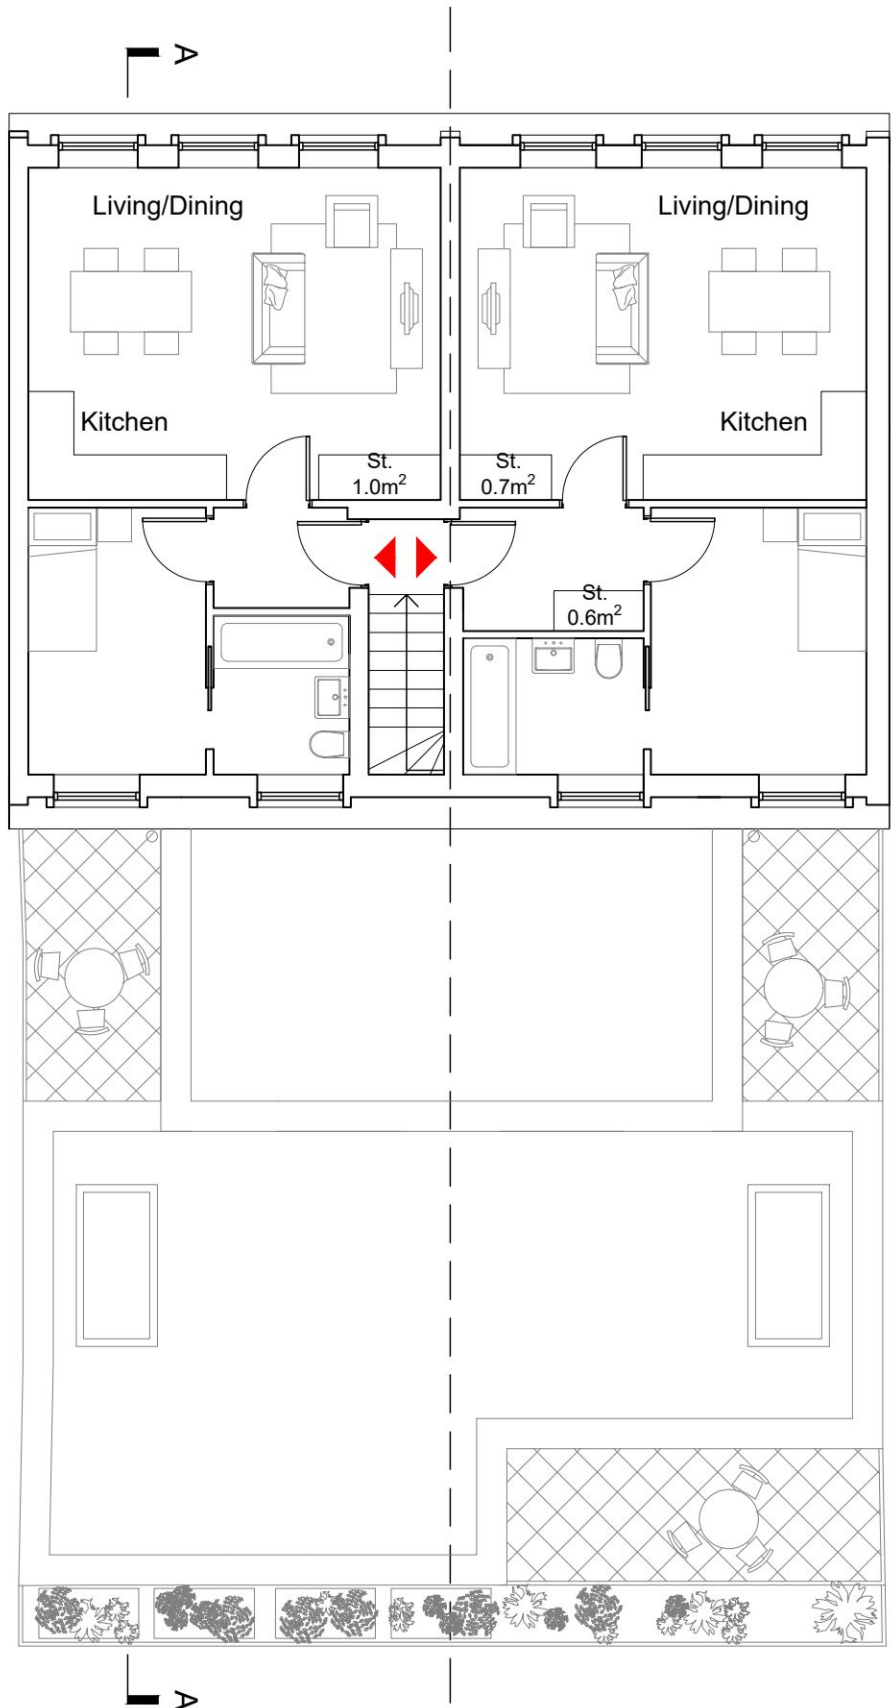 A
Living/Dining
Living/Dining
Kitchen
Kitchen
St.
1.0m²
St.
0.7m²
St.
0.6m²
A